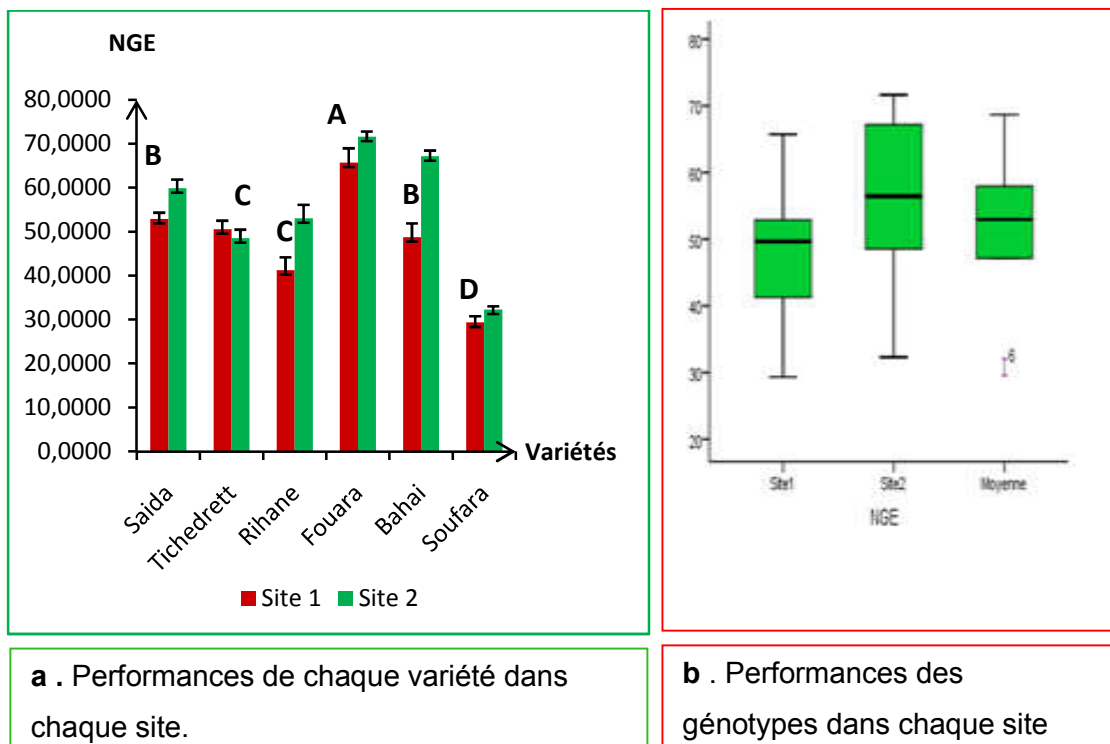 NGE
80,0000
70,0000
60,0000
50,0000
40,0000
30,0000
20,0000
10,0000
0,0000
B
C
C
A
B
D
Variétés
Saida
Tichedrett
Rihane
Fouara
Bahai
Soufara
Site 1
Site 2
80
70
60
50
40
30
20
6
Site1
Site2
Moyenne
NGE
a . Performances de chaque variété dans
chaque site.
b . Performances des
génotypes dans chaque site